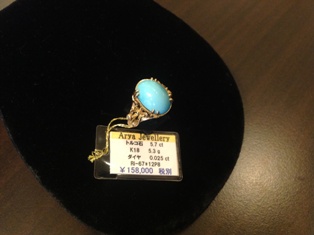 Arya Jewellery
トルコ石 5.7 ct
K18 5.3 g
ダイヤ 0.025 ct
¥158,000 税別